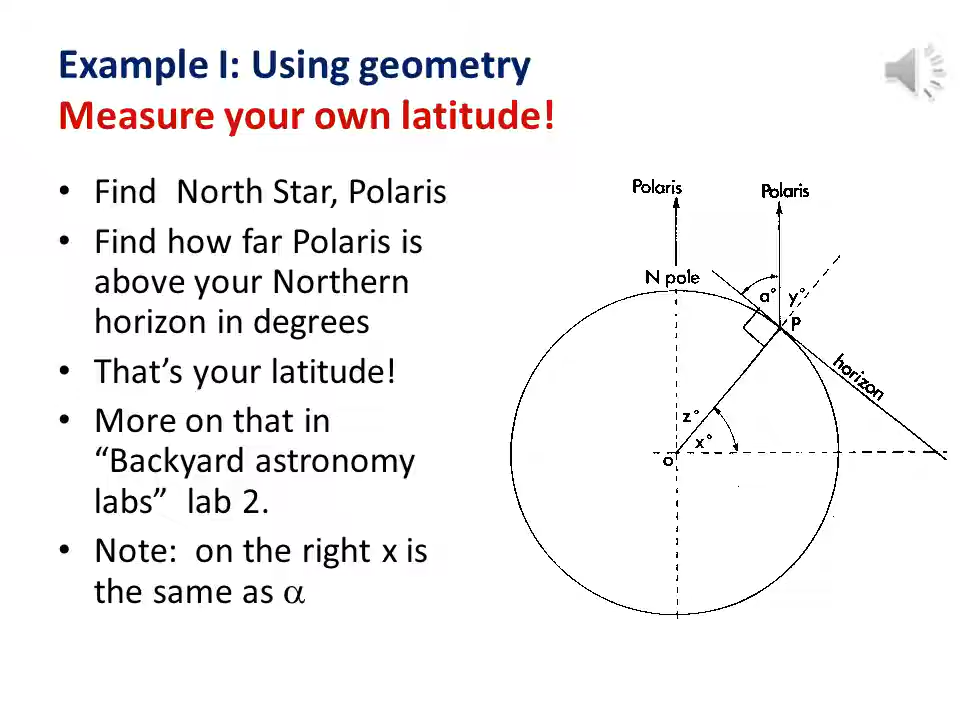 Example I: Using geometry
Measure your own latitude!
• Find North Star, Polaris
• Find how far Polaris is
above your Northern
horizon in degrees
• That’s your latitude!
• More on that in
“Backyard astronomy
labs” lab 2.
• Note: on the right x is
the same as α
Polaris
Polaris
N pole
a°
y°
P
horizon
z°
x°
O